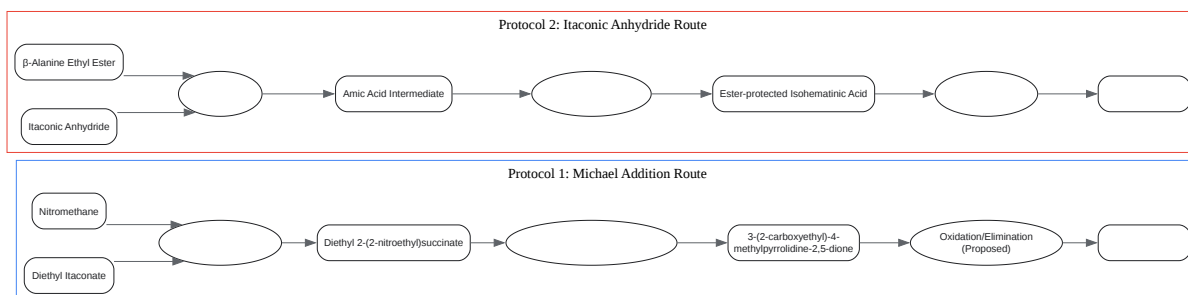 Protocol 2: Itaconic Anhydride Route
β-Alanine Ethyl Ester
Itaconic Anhydride
Amic Acid Intermediate
Ester-protected Isohematinic Acid
Protocol 1: Michael Addition Route
Nitromethane
Diethyl Itaconate
Diethyl 2-(2-nitroethyl)succinate
3-(2-carboxyethyl)-4-
methylpyrrolidine-2,5-dione
Oxidation/Elimination
(Proposed)